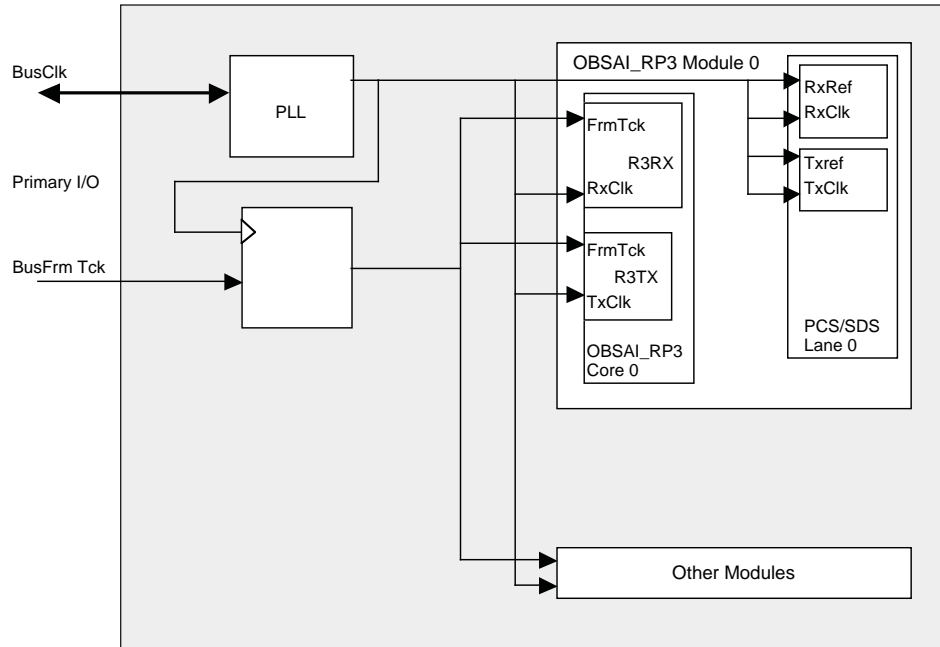 BusClk
PLL
Primary I/O
BusFrm Tck
OBSAI_RP3 Module 0
FrmTck
R3RX
RxClk
FrmTck
R3TX
TxClk
OBSAI_RP3
Core 0
RxRef
RxClk
Txref
TxClk
PCS/SDS
Lane 0
Other Modules